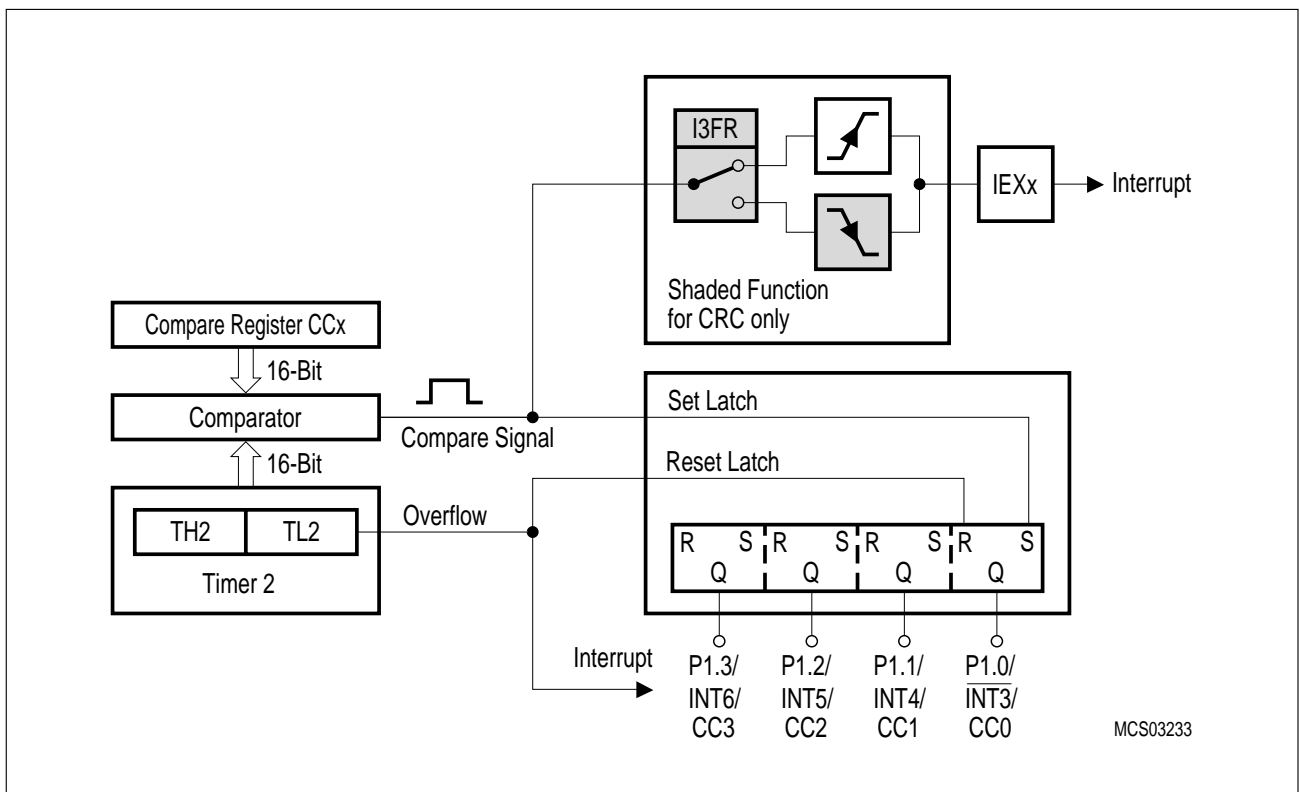 I3FR
IEXx
Interrupt
Shaded Function
for CRC only
Compare Register CCx
16-Bit
Comparator
Compare Signal
16-Bit
TH2
TL2
Timer 2
Overflow
Set Latch
Reset Latch
R S R S R S R S
Q Q Q Q
Interrupt
P1.3/
INT6/
CC3
P1.2/
INT5/
CC2
P1.1/
INT4/
CC1
P1.0/
I̅N̅T̅3̅/
CC0
MCS03233